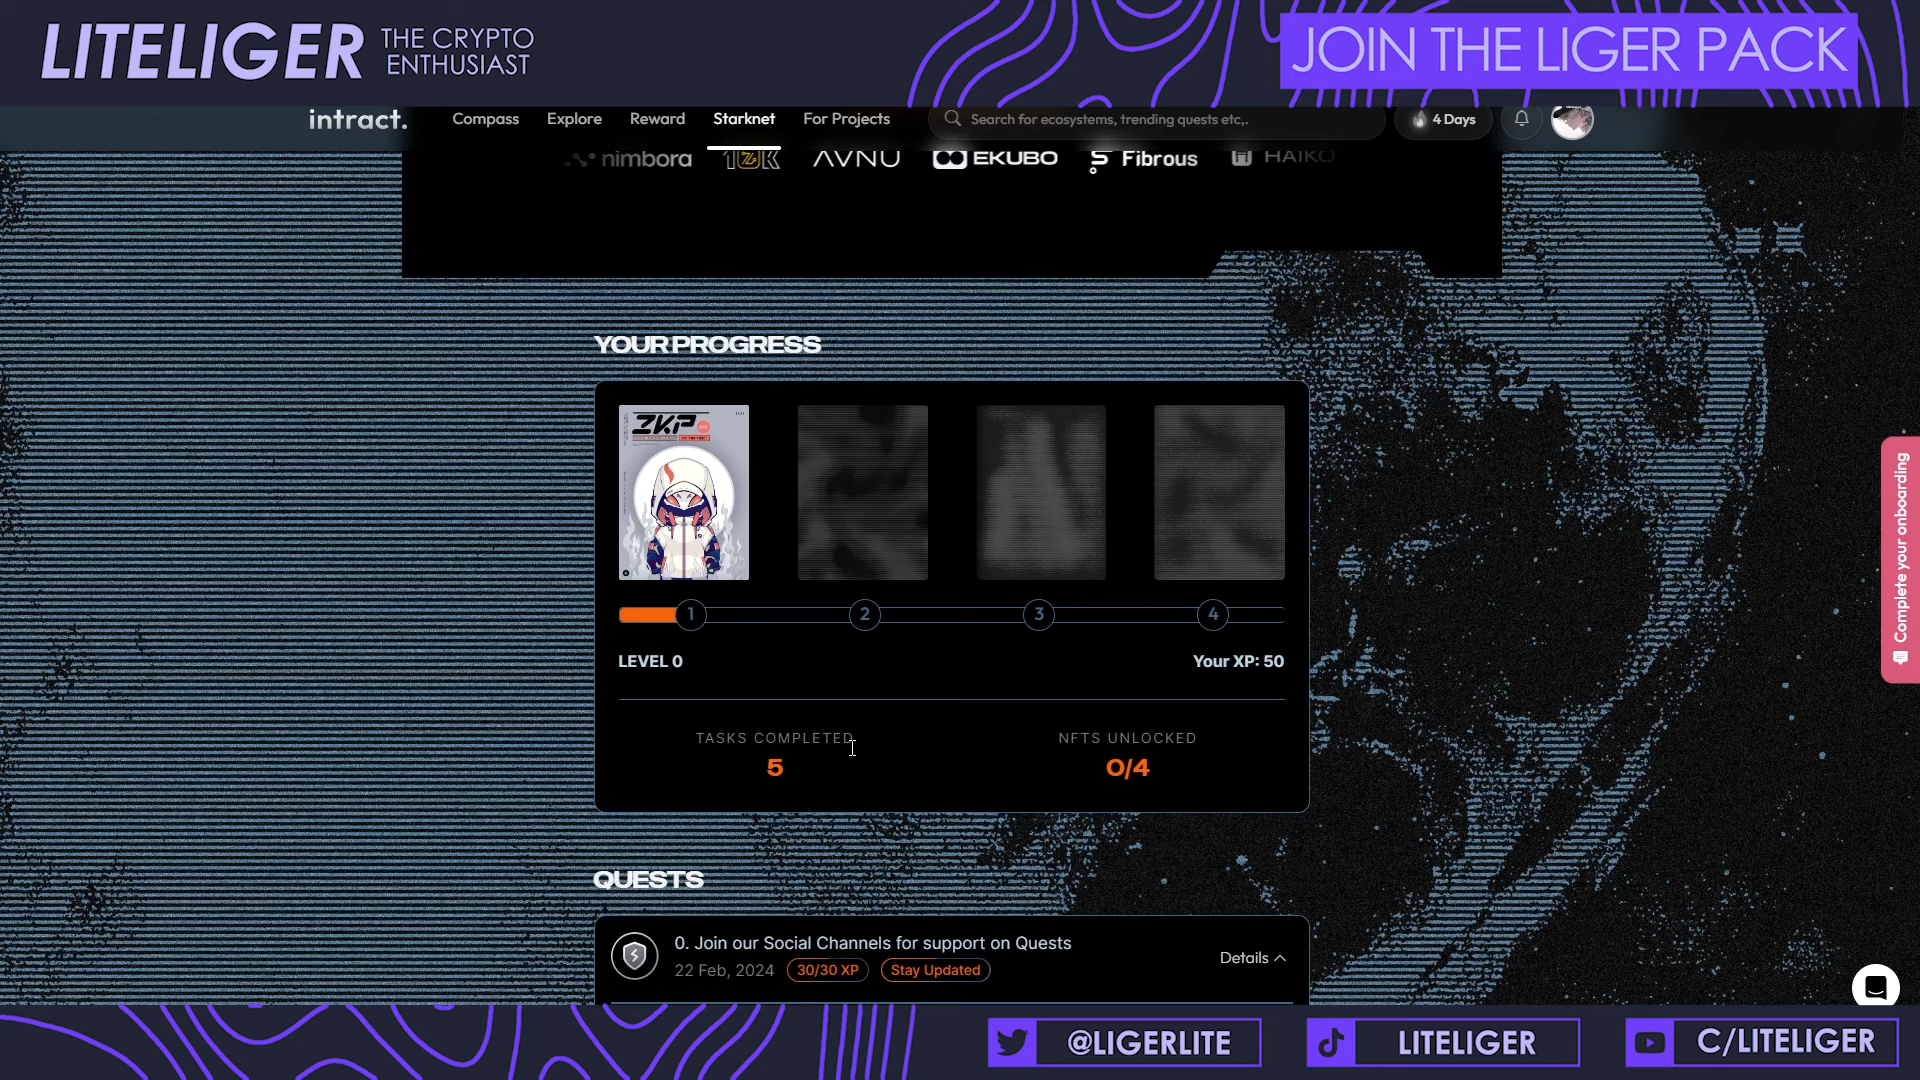 LITELIGER
THE CRYPTO
ENTHUSIAST
JOIN THE LIGER PACK
intract.
Compass
Explore
Reward
Starknet
For Projects
Search for ecosystems, trending quests etc,.
4 Days
nimbora
AVNU
EKUBO
Fibrous
HAIKO
YOUR PROGRESS
ZKP
1
2
3
4
LEVEL 0
Your XP: 50
TASKS COMPLETED
5
NFTS UNLOCKED
0/4
Complete your onboarding
QUESTS
0. Join our Social Channels for support on Quests
22 Feb, 2024
30/30 XP
Stay Updated
Details
@LIGERLITE
LITELIGER
C/LITELIGER